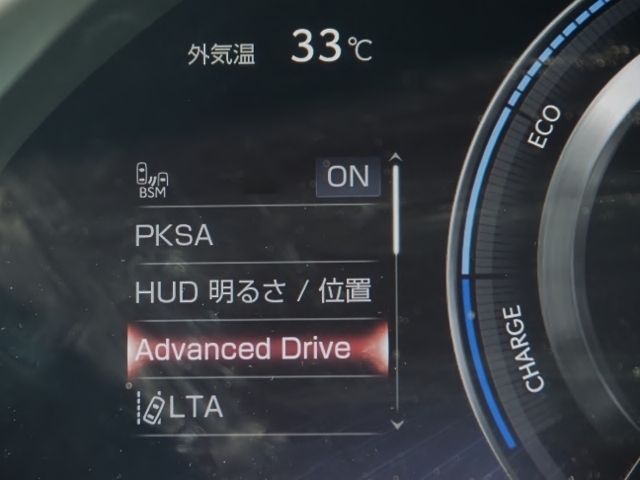 外気温 33℃
BSM ON
PKSA
HUD 明るさ / 位置
Advanced Drive
LTA
ECO
CHARGE